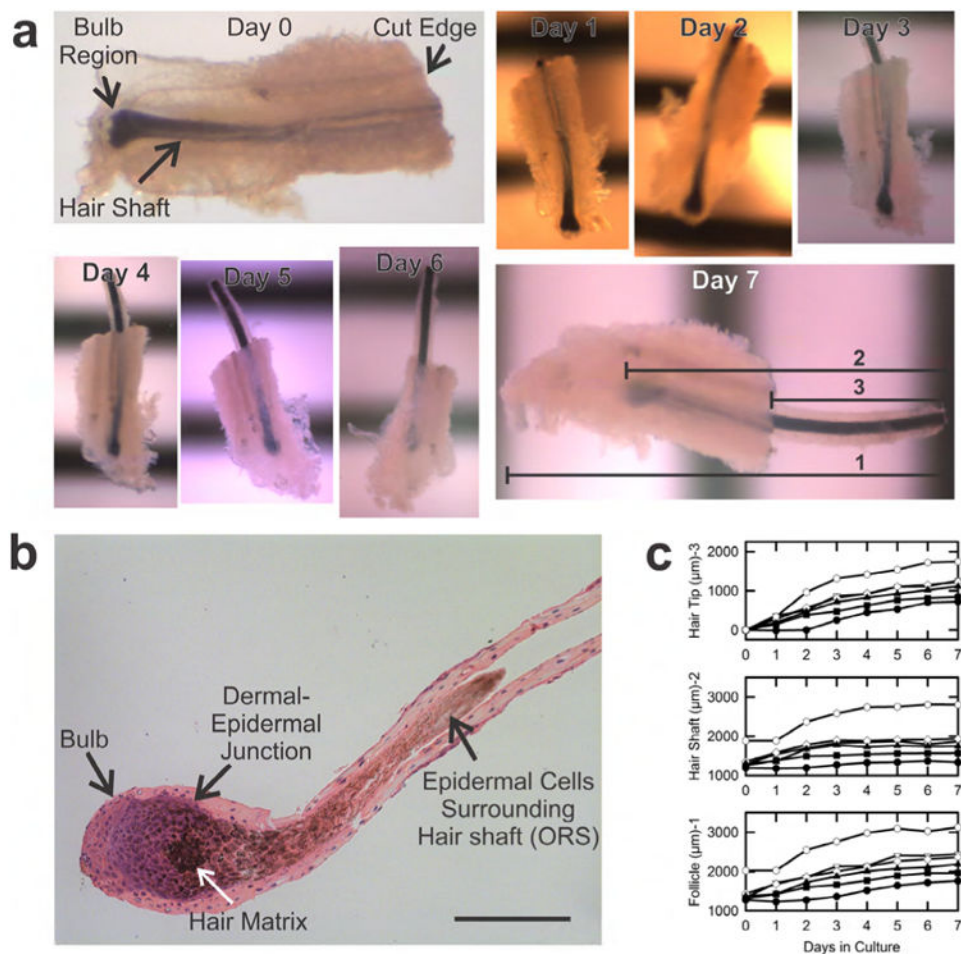 a
Bulb
Region
Day 0
Cut Edge
Hair Shaft
Day 1
Day 2
Day 3
Day 4
Day 5
Day 6
Day 7
2
3
1
b
Bulb
Dermal-
Epidermal
Junction
Epidermal Cells
Surrounding
Hair shaft (ORS)
Hair Matrix
c
Hair Tip (µm)-3
2000
1000
0
0 1 2 3 4 5 6 7
Hair Shaft (µm)-2
3000
2000
1000
0 1 2 3 4 5 6 7
Follicle (µm)-1
3000
2000
1000
0 1 2 3 4 5 6 7
Days in Culture